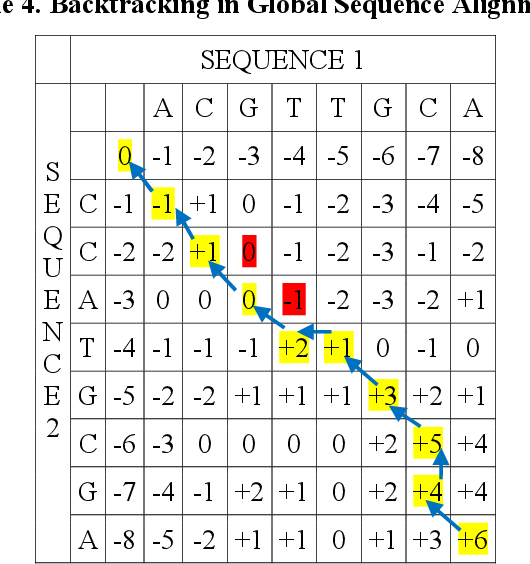 e 4. Backtracking in Global Sequence Alignm
SEQUENCE 1
A C G T T G C A
SEQUENCE 2
0 -1 -2 -3 -4 -5 -6 -7 -8
C -1 -1 +1 0 -1 -2 -3 -4 -5
C -2 -2 +1 0 -1 -2 -3 -1 -2
A -3 0 0 0 -1 -2 -3 -2 +1
T -4 -1 -1 -1 +2 +1 0 -1 0
G -5 -2 -2 +1 +1 +1 +3 +2 +1
C -6 -3 0 0 0 0 +2 +5 +4
G -7 -4 -1 +2 +1 0 +2 +4 +4
A -8 -5 -2 +1 +1 0 +1 +3 +6